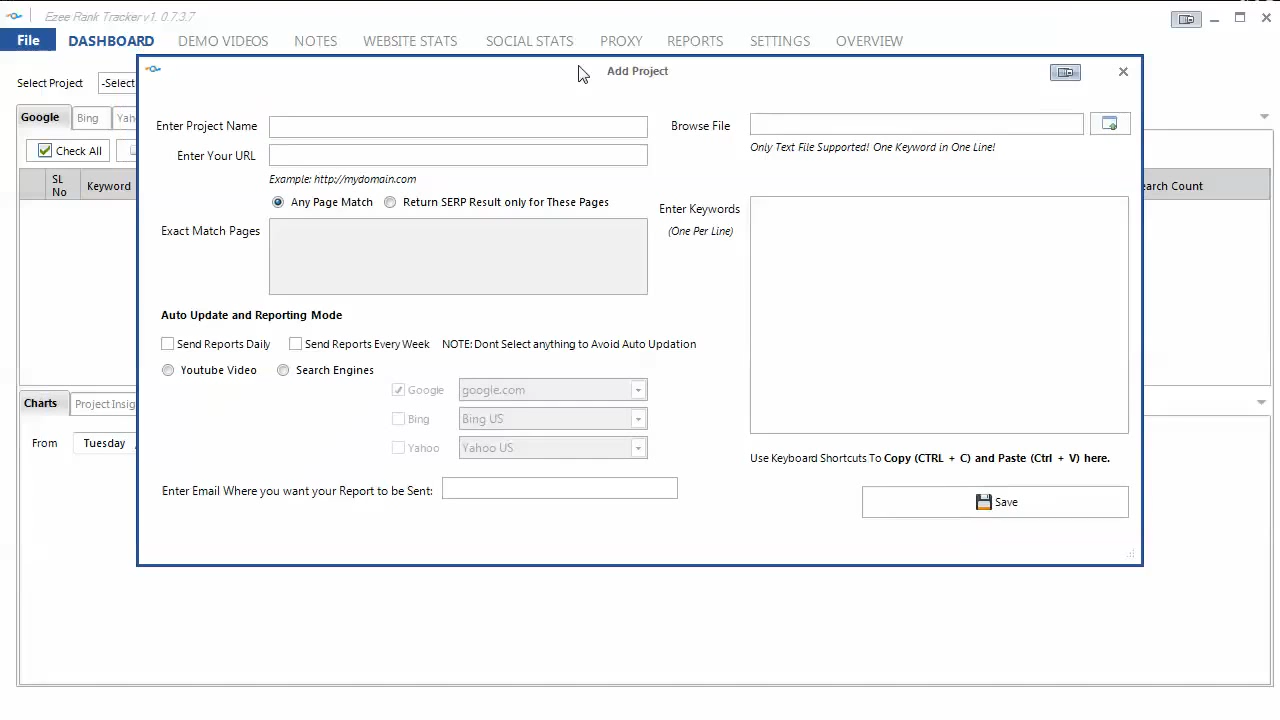 Ezee Rank Tracker v1. 0.7.3.7
File DASHBOARD DEMO VIDEOS NOTES WEBSITE STATS SOCIAL STATS PROXY REPORTS SETTINGS OVERVIEW
Select Project -Select
Add Project
Google Bing Yah
Check All
SL No Keyword earch Count
Enter Project Name
Enter Your URL
Example: http://mydomain.com
Any Page Match Return SERP Result only for These Pages
Exact Match Pages
Browse File
Only Text File Supported! One Keyword in One Line!
Enter Keywords
(One Per Line)
Auto Update and Reporting Mode
Send Reports Daily Send Reports Every Week NOTE: Dont Select anything to Avoid Auto Updation
Youtube Video Search Engines
Google google.com
Bing Bing US
Yahoo Yahoo US
Enter Email Where you want your Report to be Sent:
Use Keyboard Shortcuts To Copy (CTRL + C) and Paste (Ctrl + V) here.
Save
Charts Project Insig
From Tuesday